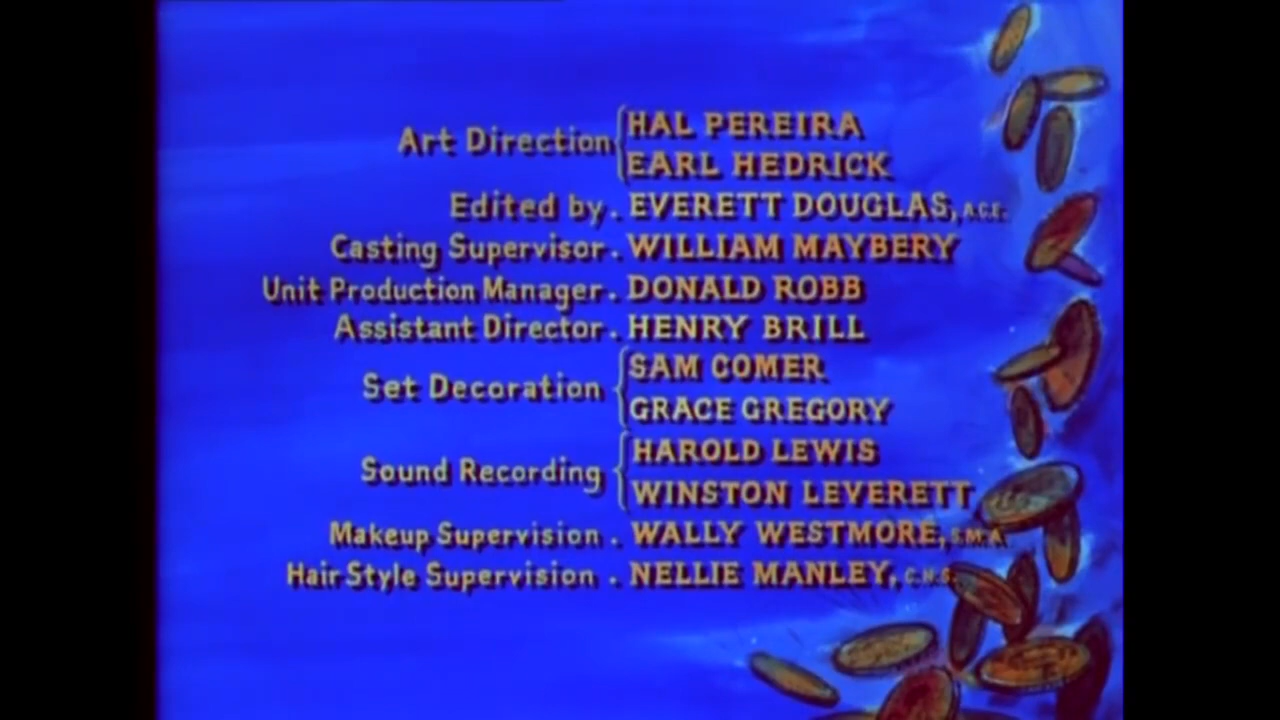 Art Direction { HAL PEREIRA
EARL HEDRICK
Edited by. EVERETT DOUGLAS, A.C.E.
Casting Supervisor. WILLIAM MAYBERY
Unit Production Manager. DONALD ROBB
Assistant Director. HENRY BRILL
Set Decoration { SAM COMER
GRACE GREGORY
Sound Recording { HAROLD LEWIS
WINSTON LEVERETT
Makeup Supervision . WALLY WESTMORE, S.M.A.
Hair Style Supervision . NELLIE MANLEY, C.H.S.